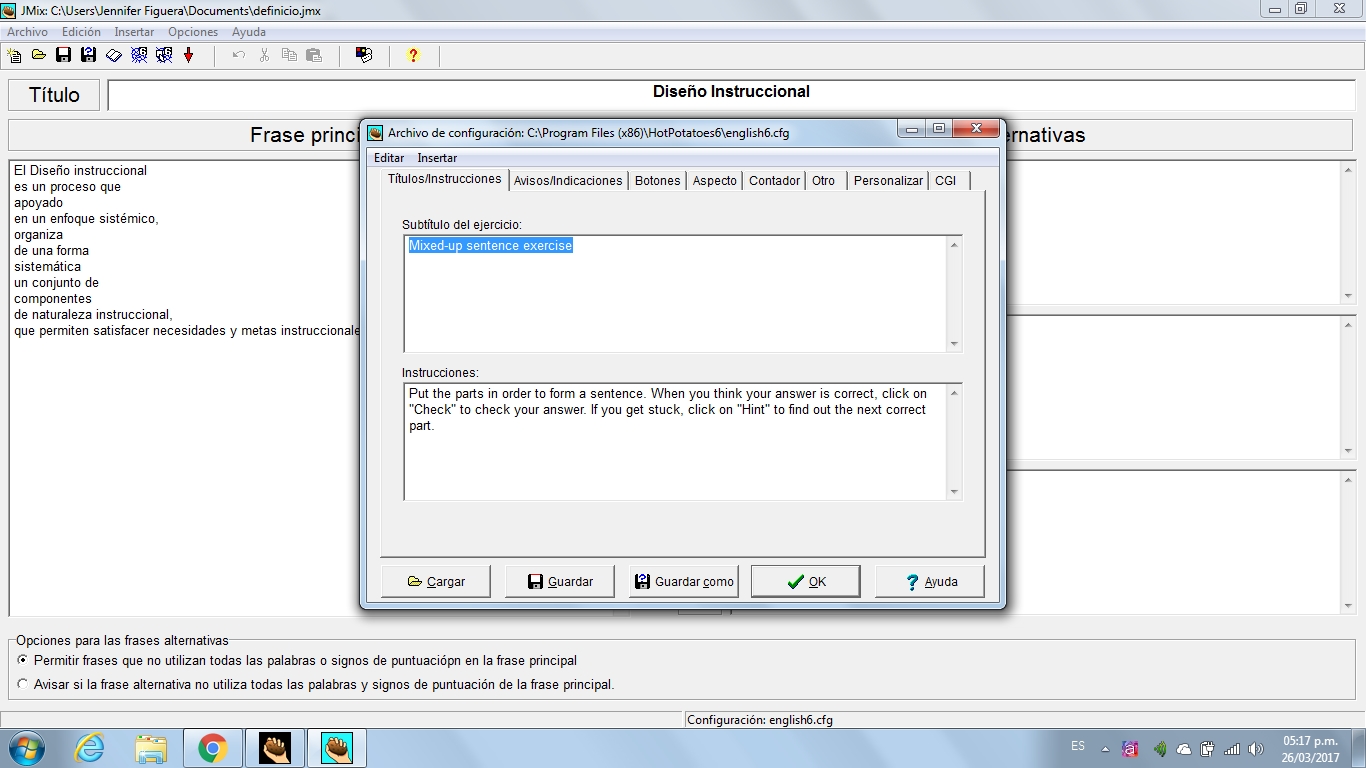 JMix: C:\Users\Jennifer Figuera\Documents\definicio.jmx
Archivo Edición Insertar Opciones Ayuda
Título
Diseño Instruccional
Frase princi
rnativas
El Diseño instruccional
es un proceso que
apoyado
en un enfoque sistémico,
organiza
de una forma
sistemática
un conjunto de
componentes
de naturaleza instruccional,
que permiten satisfacer necesidades y metas instruccionale
Archivo de configuración: C:\Program Files (x86)\HotPotatoes6\english6.cfg
Editar Insertar
Títulos/Instrucciones Avisos/Indicaciones Botones Aspecto Contador Otro Personalizar CGI
Subtítulo del ejercicio:
Mixed-up sentence exercise
Instrucciones:
Put the parts in order to form a sentence. When you think your answer is correct, click on
"Check" to check your answer. If you get stuck, click on "Hint" to find out the next correct
part.
Cargar Guardar Guardar como OK Ayuda
Opciones para las frases alternativas
Permitir frases que no utilizan todas las palabras o signos de puntuaciópn en la frase principal
Avisar si la frase alternativa no utiliza todas las palabras y signos de puntuación de la frase principal.
Configuración: english6.cfg
ES
05:17 p.m.
26/03/2017